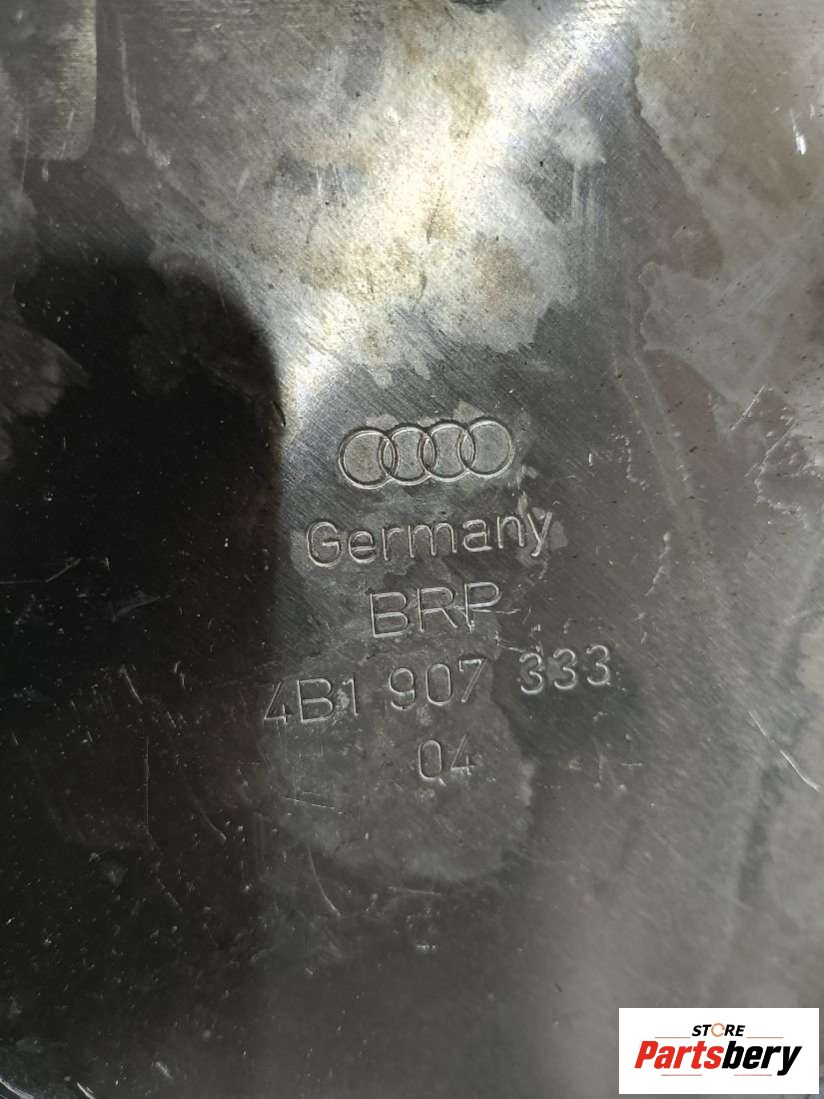 Germany
BRP
4B1 907 333
04
STORE
Partsbery